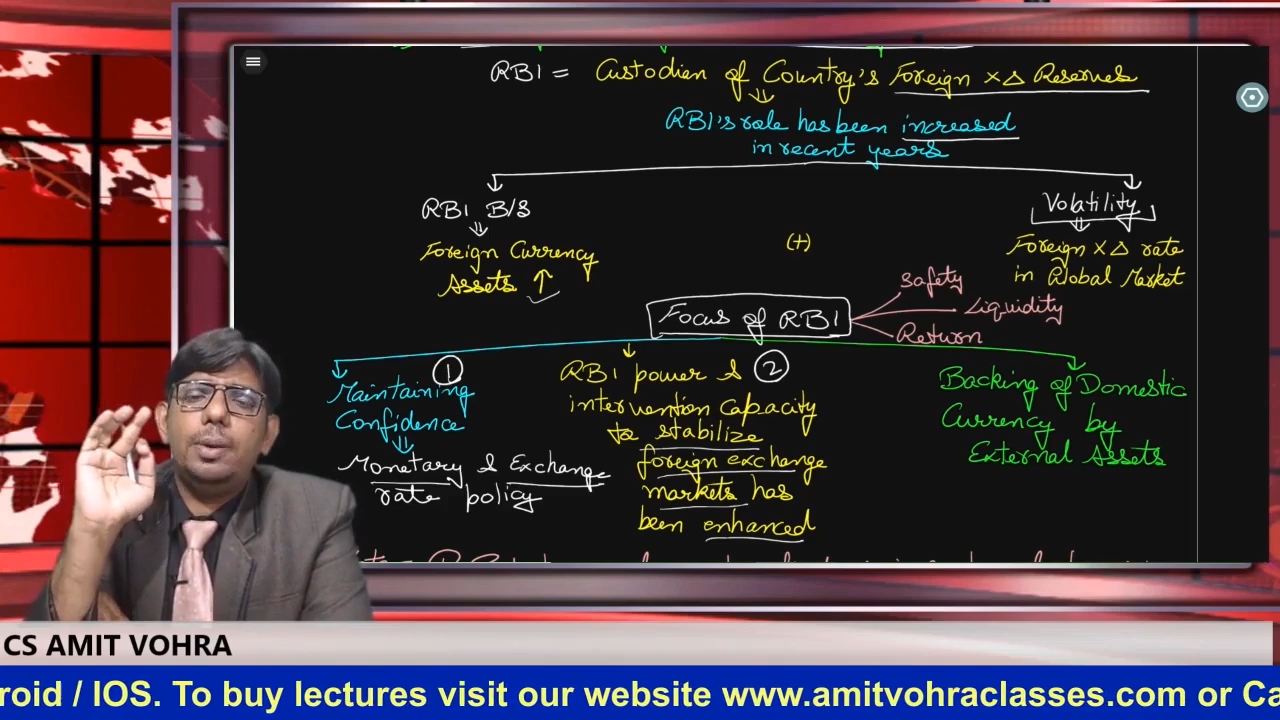 RBI = Custodian of Country's Foreign x∆ Reserves
RBI's role has been increased
in recent years
RBI B/S
Foreign Currency
Assets ↑
(+)
Volatility
Foreign x∆ rate
in Global Market
Focus of RBI
Safety
Liquidity
Return
①
Maintaining
Confidence
Monetary & Exchange
rate policy
RBI power & ②
intervention Capacity
to stabilize
foreign exchange
markets has
been enhanced
Backing of Domestic
Currency by
External Assets
CS AMIT VOHRA
roid / IOS. To buy lectures visit our website www.amitvohraclasses.com or Ca